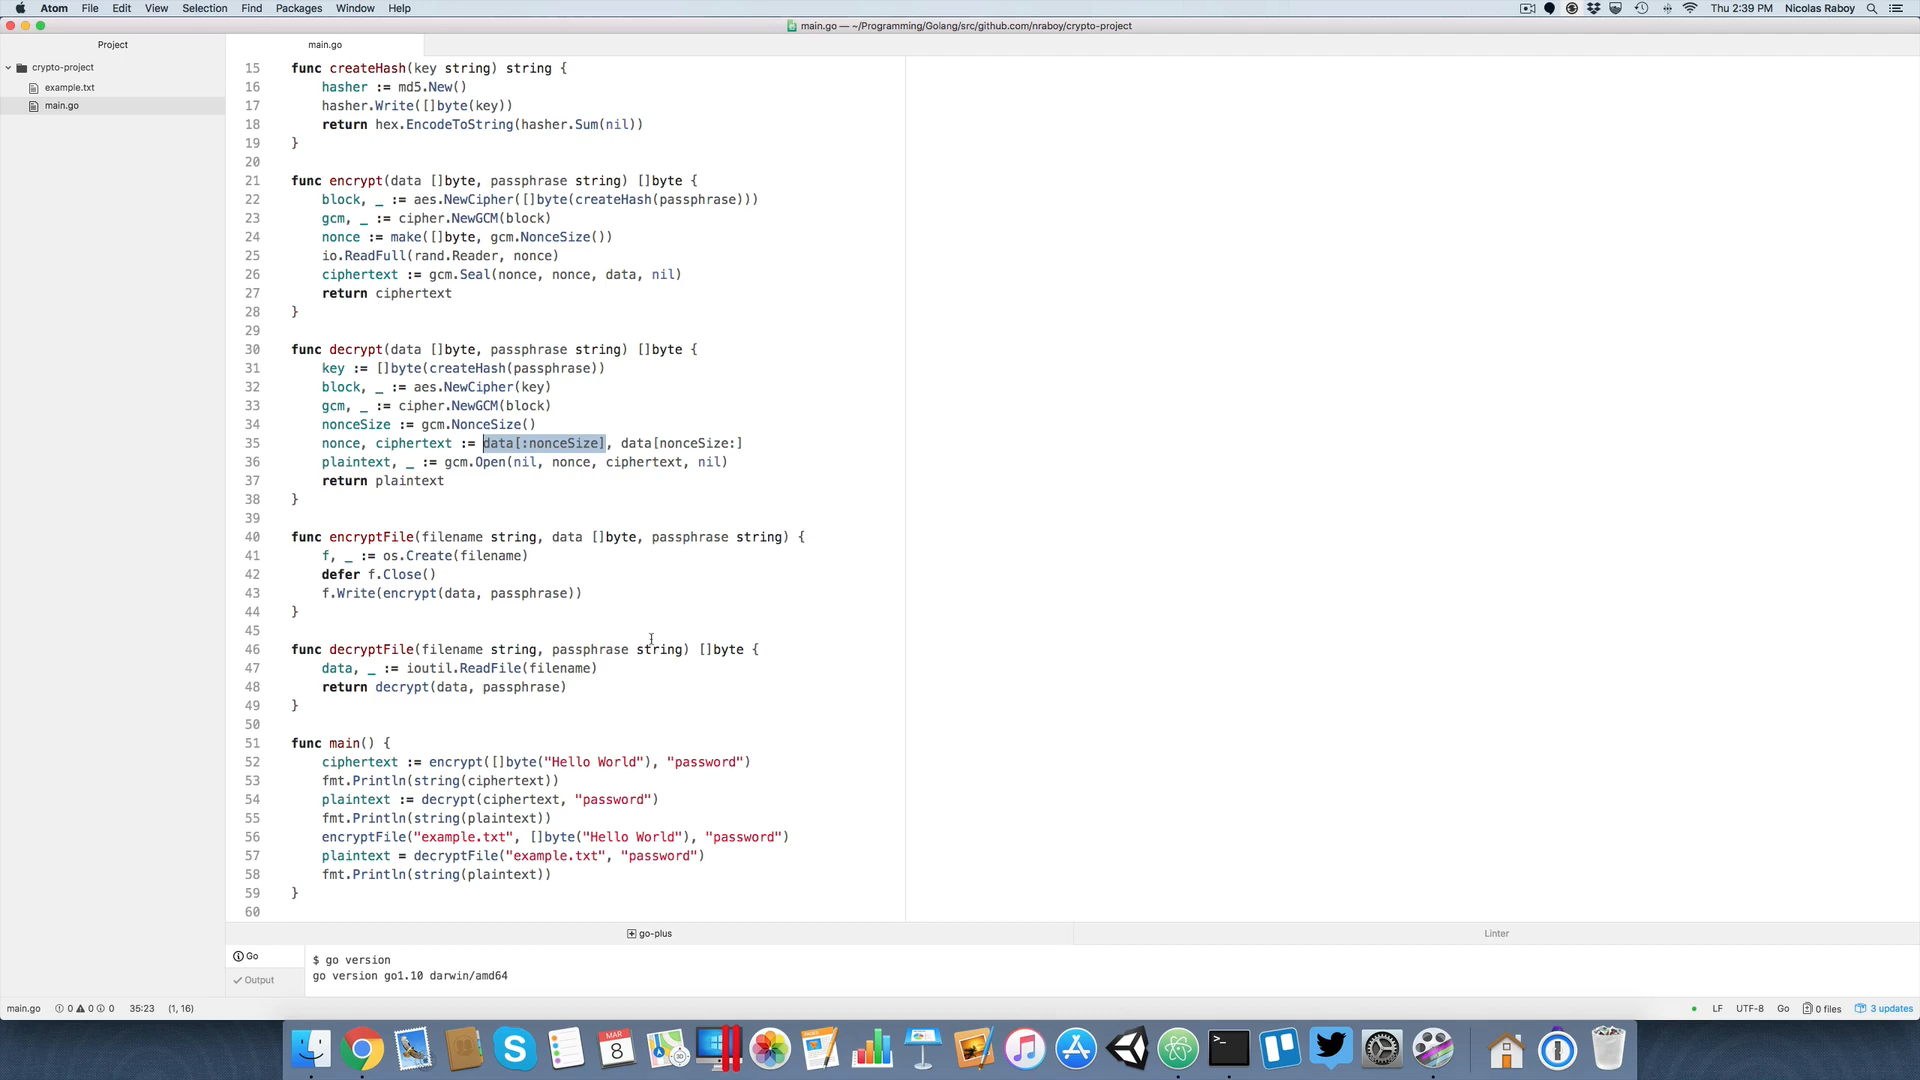 Atom File Edit View Selection Find Packages Window Help Thu 2:39 PM Nicolas Raboy
main.go — ~/Programming/Golang/src/github.com/nraboy/crypto-project
Project
main.go
crypto-project
example.txt
main.go
15 func createHash(key string) string {
16 hasher := md5.New()
17 hasher.Write([]byte(key))
18 return hex.EncodeToString(hasher.Sum(nil))
19 }
20
21 func encrypt(data []byte, passphrase string) []byte {
22 block, _ := aes.NewCipher([]byte(createHash(passphrase)))
23 gcm, _ := cipher.NewGCM(block)
24 nonce := make([]byte, gcm.NonceSize())
25 io.ReadFull(rand.Reader, nonce)
26 ciphertext := gcm.Seal(nonce, nonce, data, nil)
27 return ciphertext
28 }
29
30 func decrypt(data []byte, passphrase string) []byte {
31 key := []byte(createHash(passphrase))
32 block, _ := aes.NewCipher(key)
33 gcm, _ := cipher.NewGCM(block)
34 nonceSize := gcm.NonceSize()
35 nonce, ciphertext := data[:nonceSize], data[nonceSize:]
36 plaintext, _ := gcm.Open(nil, nonce, ciphertext, nil)
37 return plaintext
38 }
39
40 func encryptFile(filename string, data []byte, passphrase string) {
41 f, _ := os.Create(filename)
42 defer f.Close()
43 f.Write(encrypt(data, passphrase))
44 }
45
46 func decryptFile(filename string, passphrase string) []byte {
47 data, _ := ioutil.ReadFile(filename)
48 return decrypt(data, passphrase)
49 }
50
51 func main() {
52 ciphertext := encrypt([]byte("Hello World"), "password")
53 fmt.Println(string(ciphertext))
54 plaintext := decrypt(ciphertext, "password")
55 fmt.Println(string(plaintext))
56 encryptFile("example.txt", []byte("Hello World"), "password")
57 plaintext = decryptFile("example.txt", "password")
58 fmt.Println(string(plaintext))
59 }
60
go-plus Linter
Go
Output
$ go version
go version go1.10 darwin/amd64
main.go 0 0 0 35:23 (1, 16) LF UTF-8 Go 0 files 3 updates
MAR
8